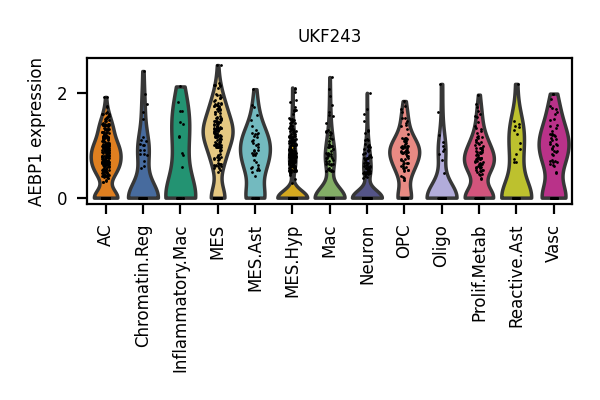 UKF243
AEBP1 expression
2
0
AC
Chromatin.Reg
Inflammatory.Mac
MES
MES.Ast
MES.Hyp
Mac
Neuron
OPC
Oligo
Prolif.Metab
Reactive.Ast
Vasc